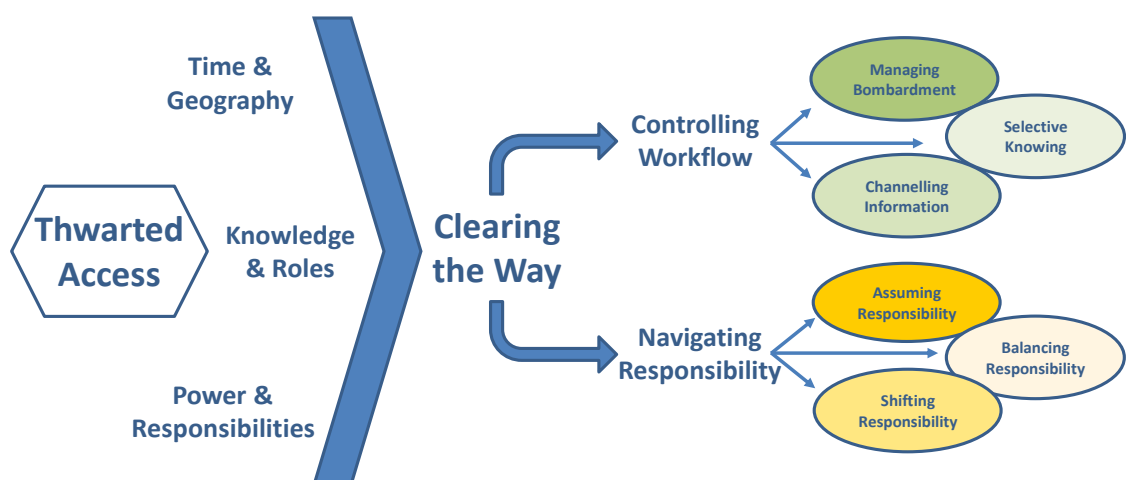 Time &
Geography
Thwarted
Access
Knowledge
& Roles
Power &
Responsibilities
Clearing
the Way
Controlling
Workflow
Managing
Bombardment
Selective
Knowing
Channelling
Information
Navigating
Responsibility
Assuming
Responsibility
Balancing
Responsibility
Shifting
Responsibility